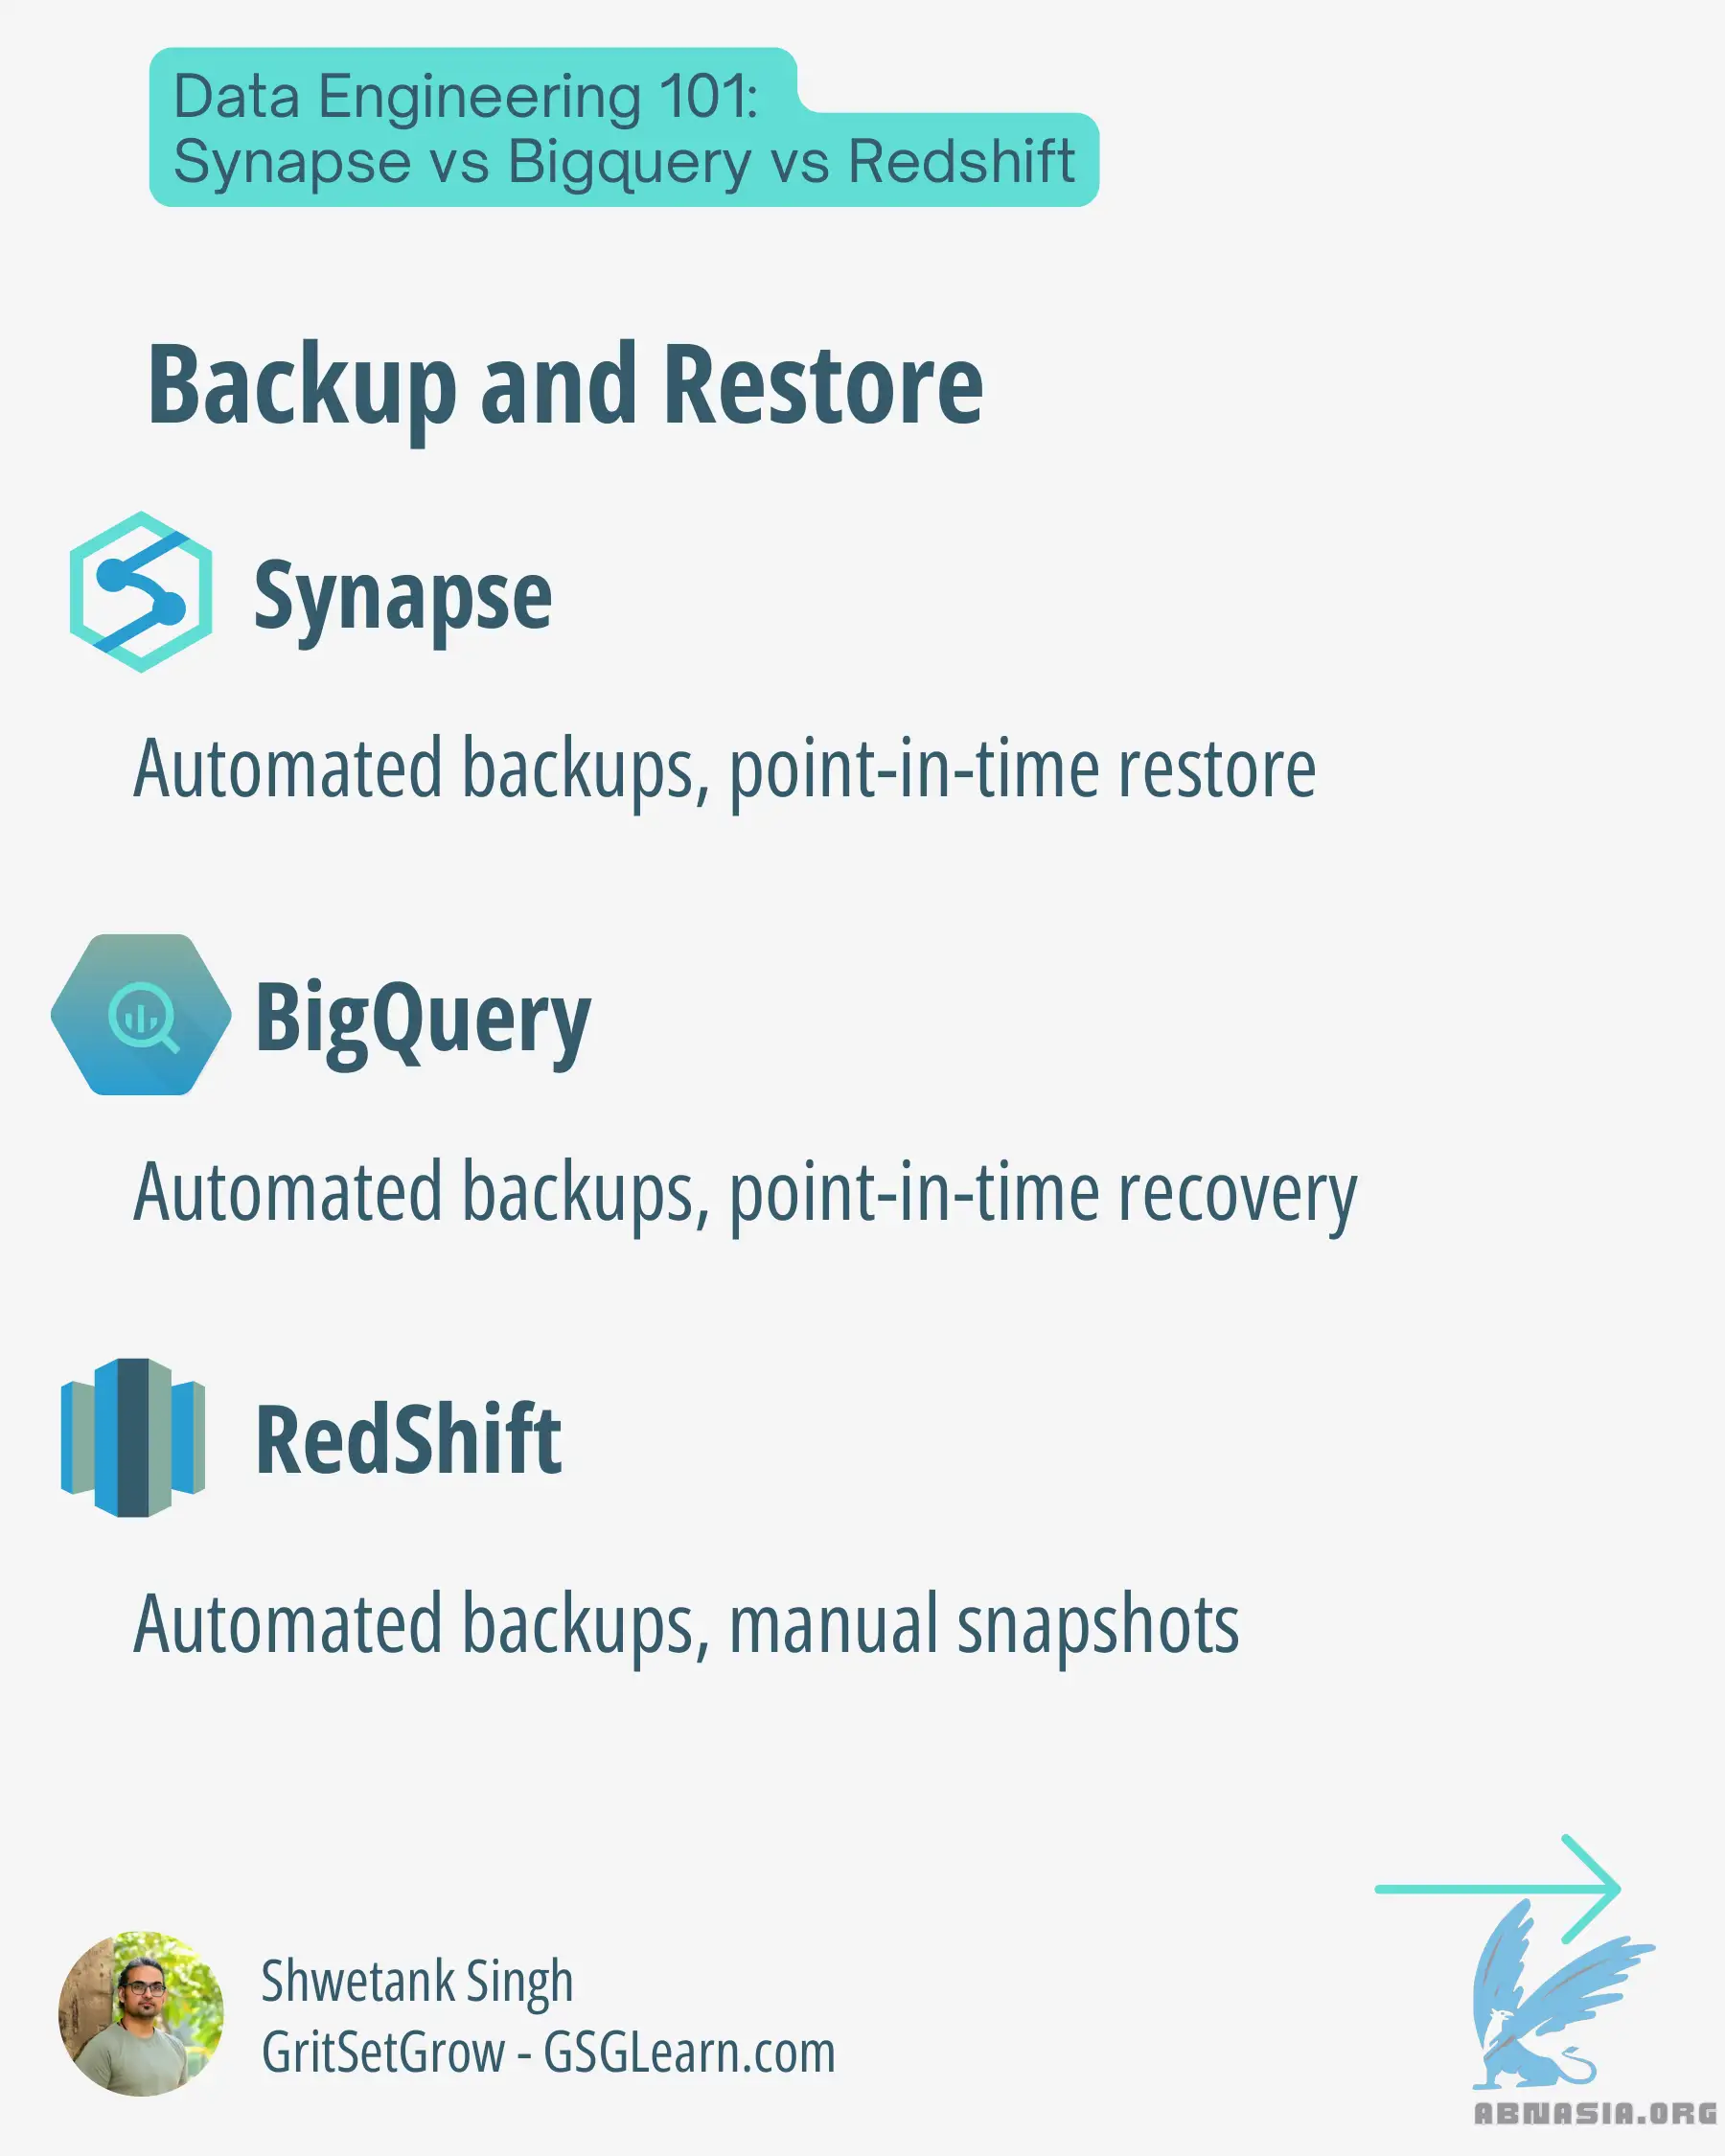 Data Engineering 101:
Synapse vs Bigquery vs Redshift
Backup and Restore
Synapse
Automated backups, point-in-time restore
BigQuery
Automated backups, point-in-time recovery
RedShift
Automated backups, manual snapshots
Shwetank Singh
GritSetGrow - GSGLearn.com
ABNASIA.ORG